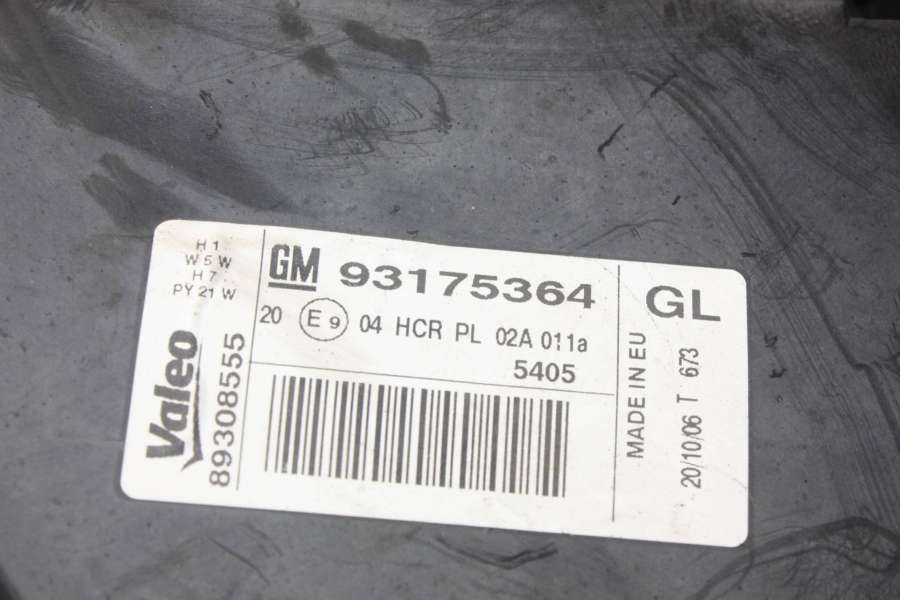 H 1
W 5 W
H 7
PY 21 W
Valeo
89308555
GM 93175364
20 E 9 04 HCR PL 02A 011a
5405
GL
MADE IN EU
20/10/06 T 673